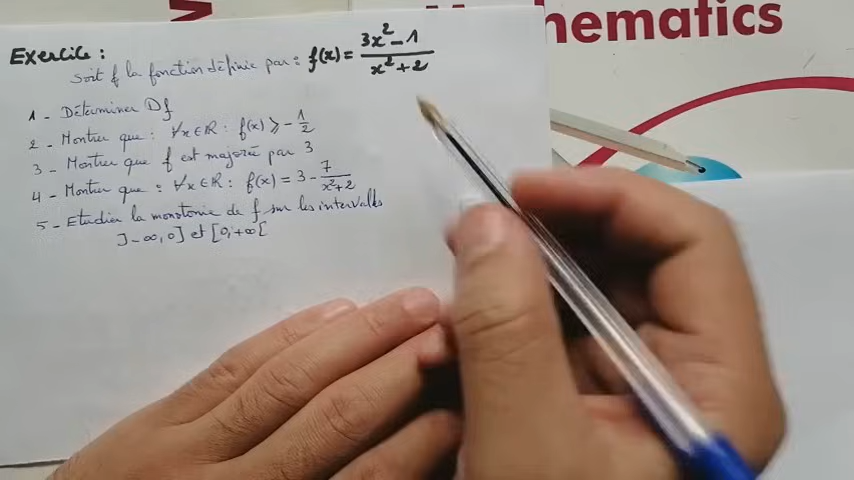 Mathematics
Exercice :
soit f la fonction définie par : f(x) = (3x² - 1)/(x² + 2)
1 - Déterminer Df
2 - Montrer que : ∀x∈ℝ : f(x) ⩾ -1/2
3 - Montrer que f est majorée par 3
4 - Montrer que : ∀x∈ℝ : f(x) = 3 - 7/(x²+2)
5 - Etudier la monotonie de f sur les intervalles
]-∞,0] et [0,+∞[